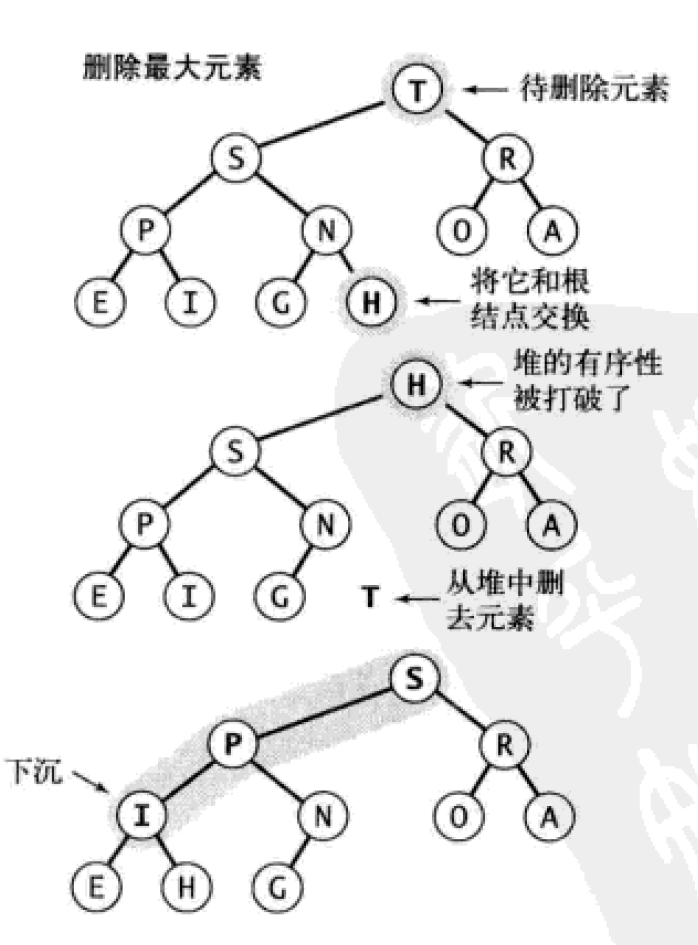 删除最大元素
T ← 待删除元素
S R
P N O A
E I G H ← 将它和根
结点交换
H ← 堆的有序性
被打破了
S R
P N O A
E I G T ← 从堆中删
去元素
S
P R
下沉
I N O A
E H G